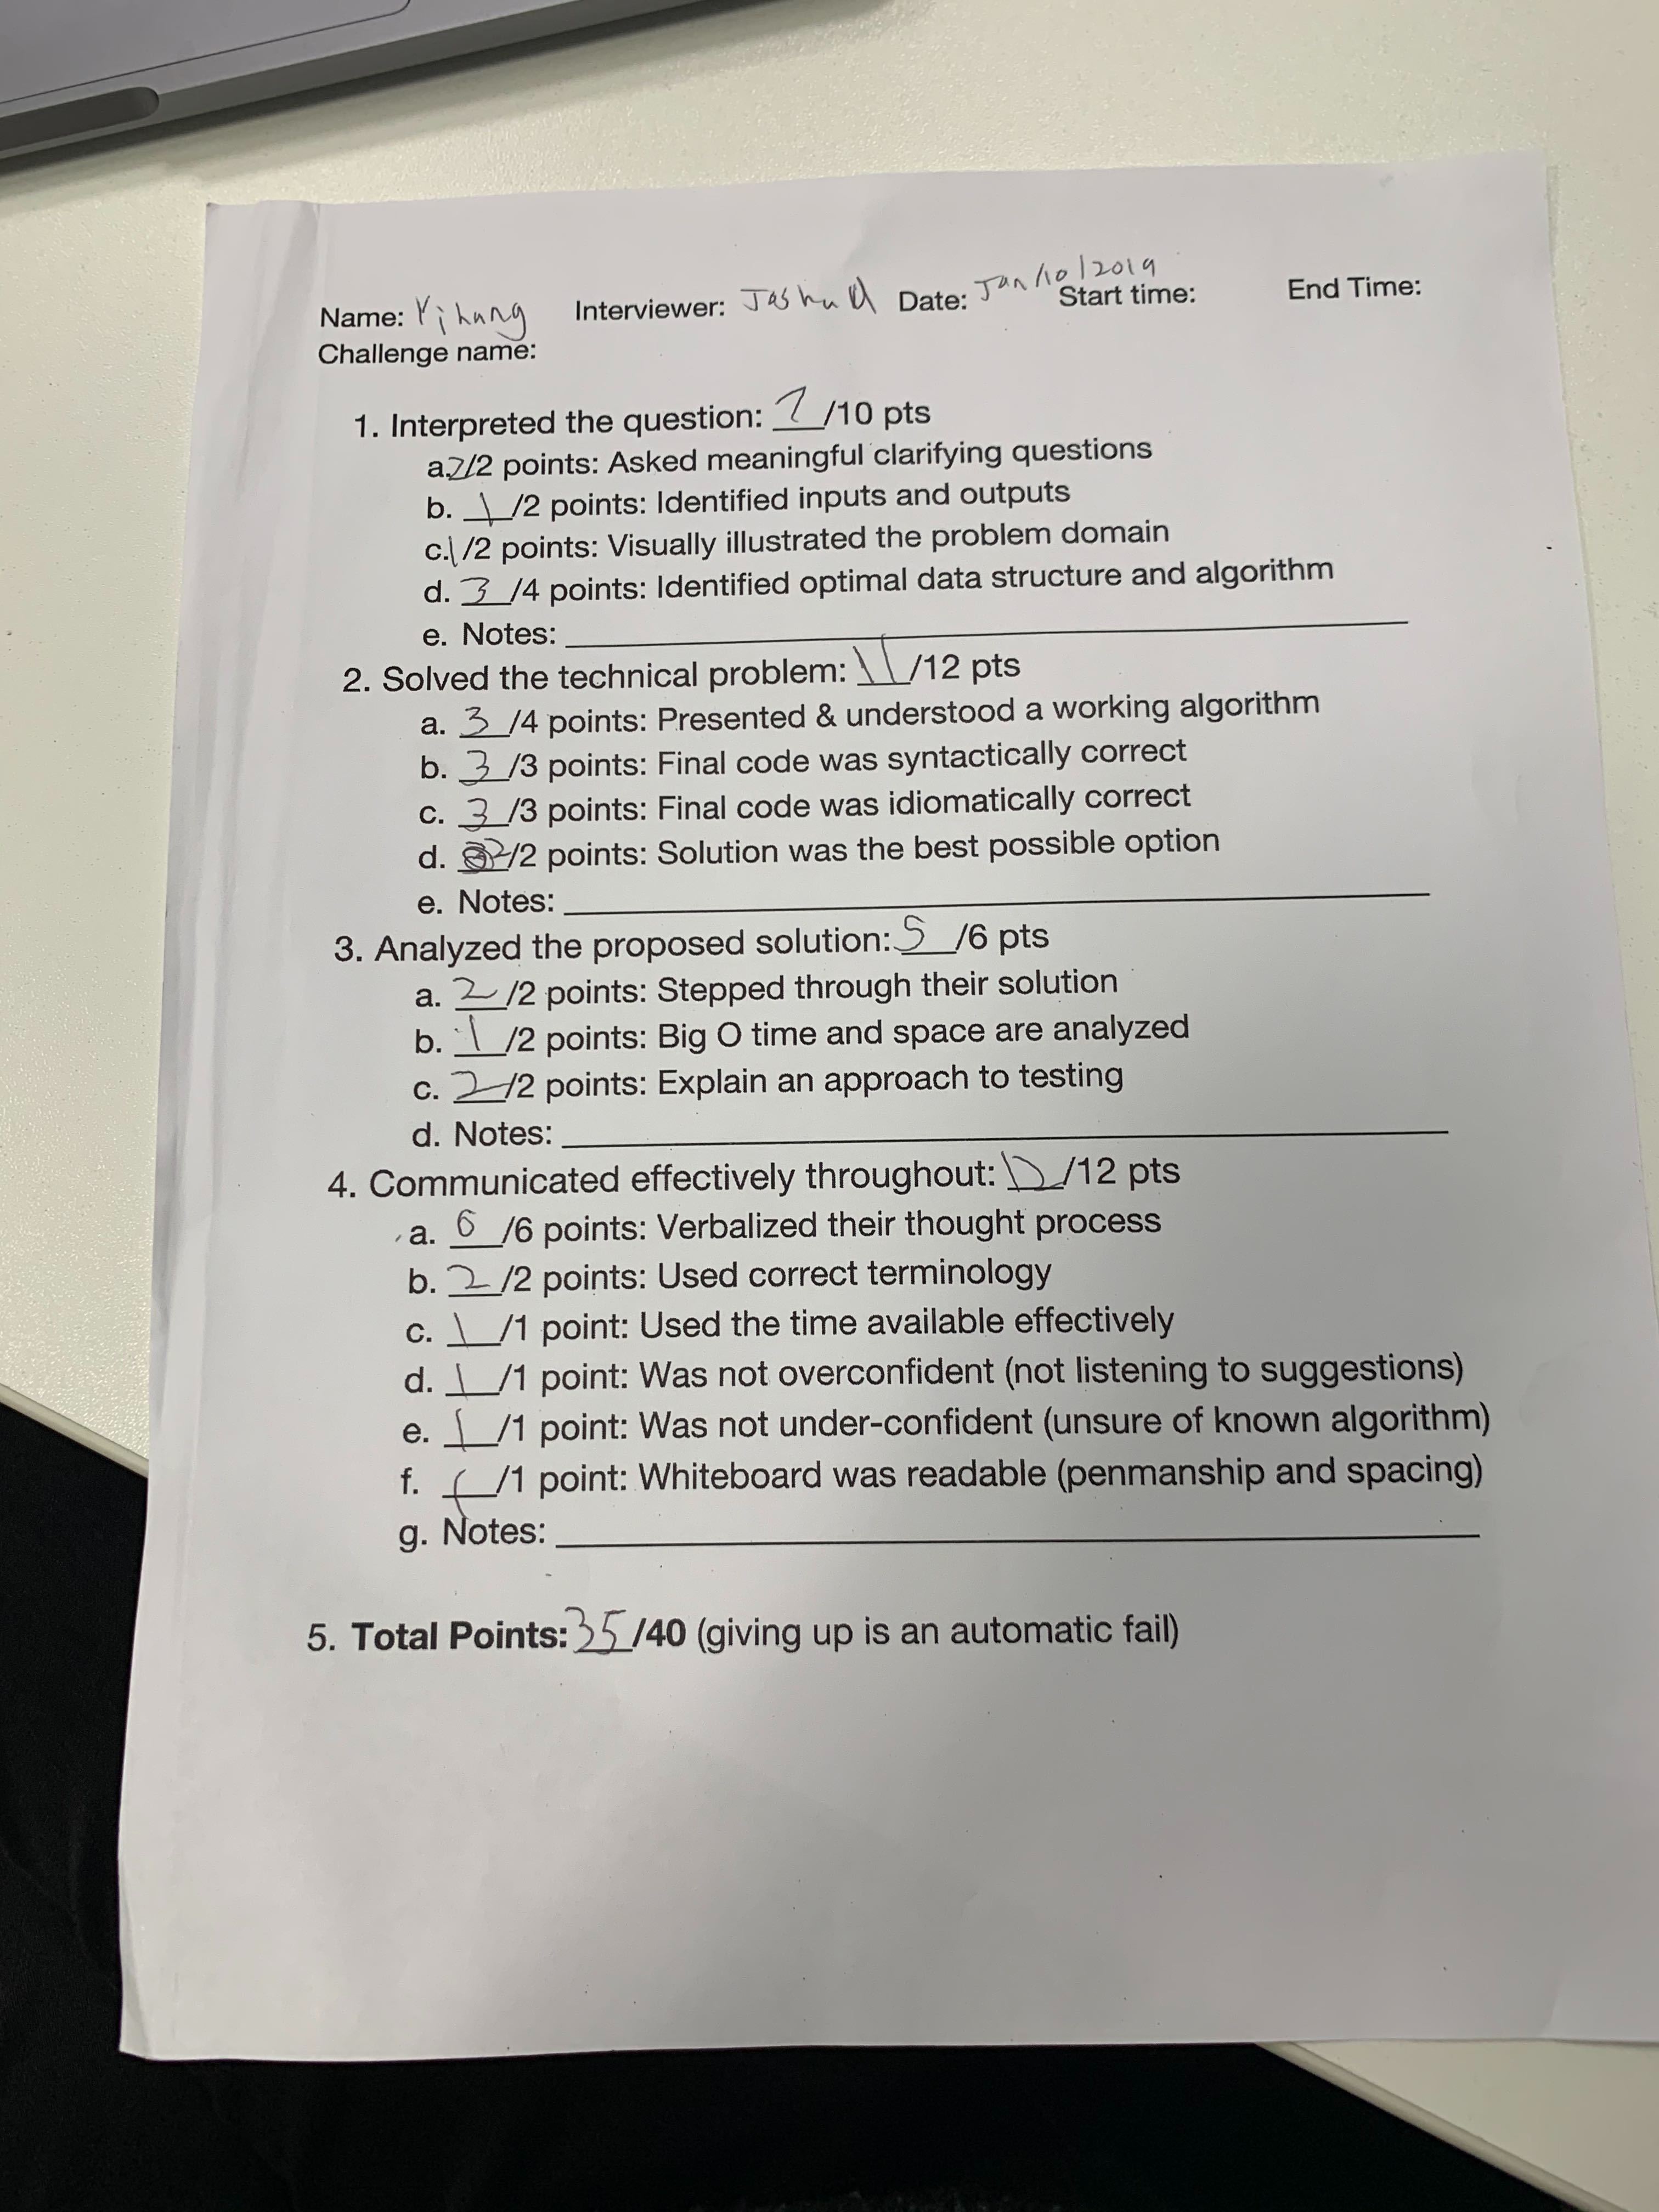 Name: Yihang Interviewer: Joshua Date: Jan/10/2019 Start time: End Time:
Challenge name:
1. Interpreted the question: 7/10 pts
a. 2/2 points: Asked meaningful clarifying questions
b. 1/2 points: Identified inputs and outputs
c. 1/2 points: Visually illustrated the problem domain
d. 3/4 points: Identified optimal data structure and algorithm
e. Notes:
2. Solved the technical problem: 11/12 pts
a. 3/4 points: Presented & understood a working algorithm
b. 3/3 points: Final code was syntactically correct
c. 3/3 points: Final code was idiomatically correct
d. 2/2 points: Solution was the best possible option
e. Notes:
3. Analyzed the proposed solution: 5/6 pts
a. 2/2 points: Stepped through their solution
b. 1/2 points: Big O time and space are analyzed
c. 2/2 points: Explain an approach to testing
d. Notes:
4. Communicated effectively throughout: 12/12 pts
a. 6/6 points: Verbalized their thought process
b. 2/2 points: Used correct terminology
c. 1/1 point: Used the time available effectively
d. 1/1 point: Was not overconfident (not listening to suggestions)
e. 1/1 point: Was not under-confident (unsure of known algorithm)
f. 1/1 point: Whiteboard was readable (penmanship and spacing)
g. Notes:
5. Total Points: 35/40 (giving up is an automatic fail)